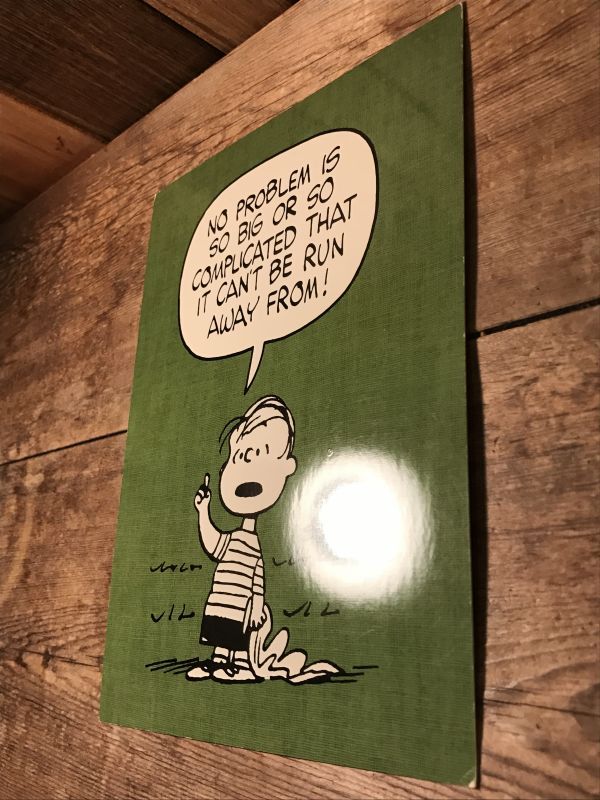 NO PROBLEM IS
SO BIG OR SO
COMPLICATED THAT
IT CAN'T BE RUN
AWAY FROM!